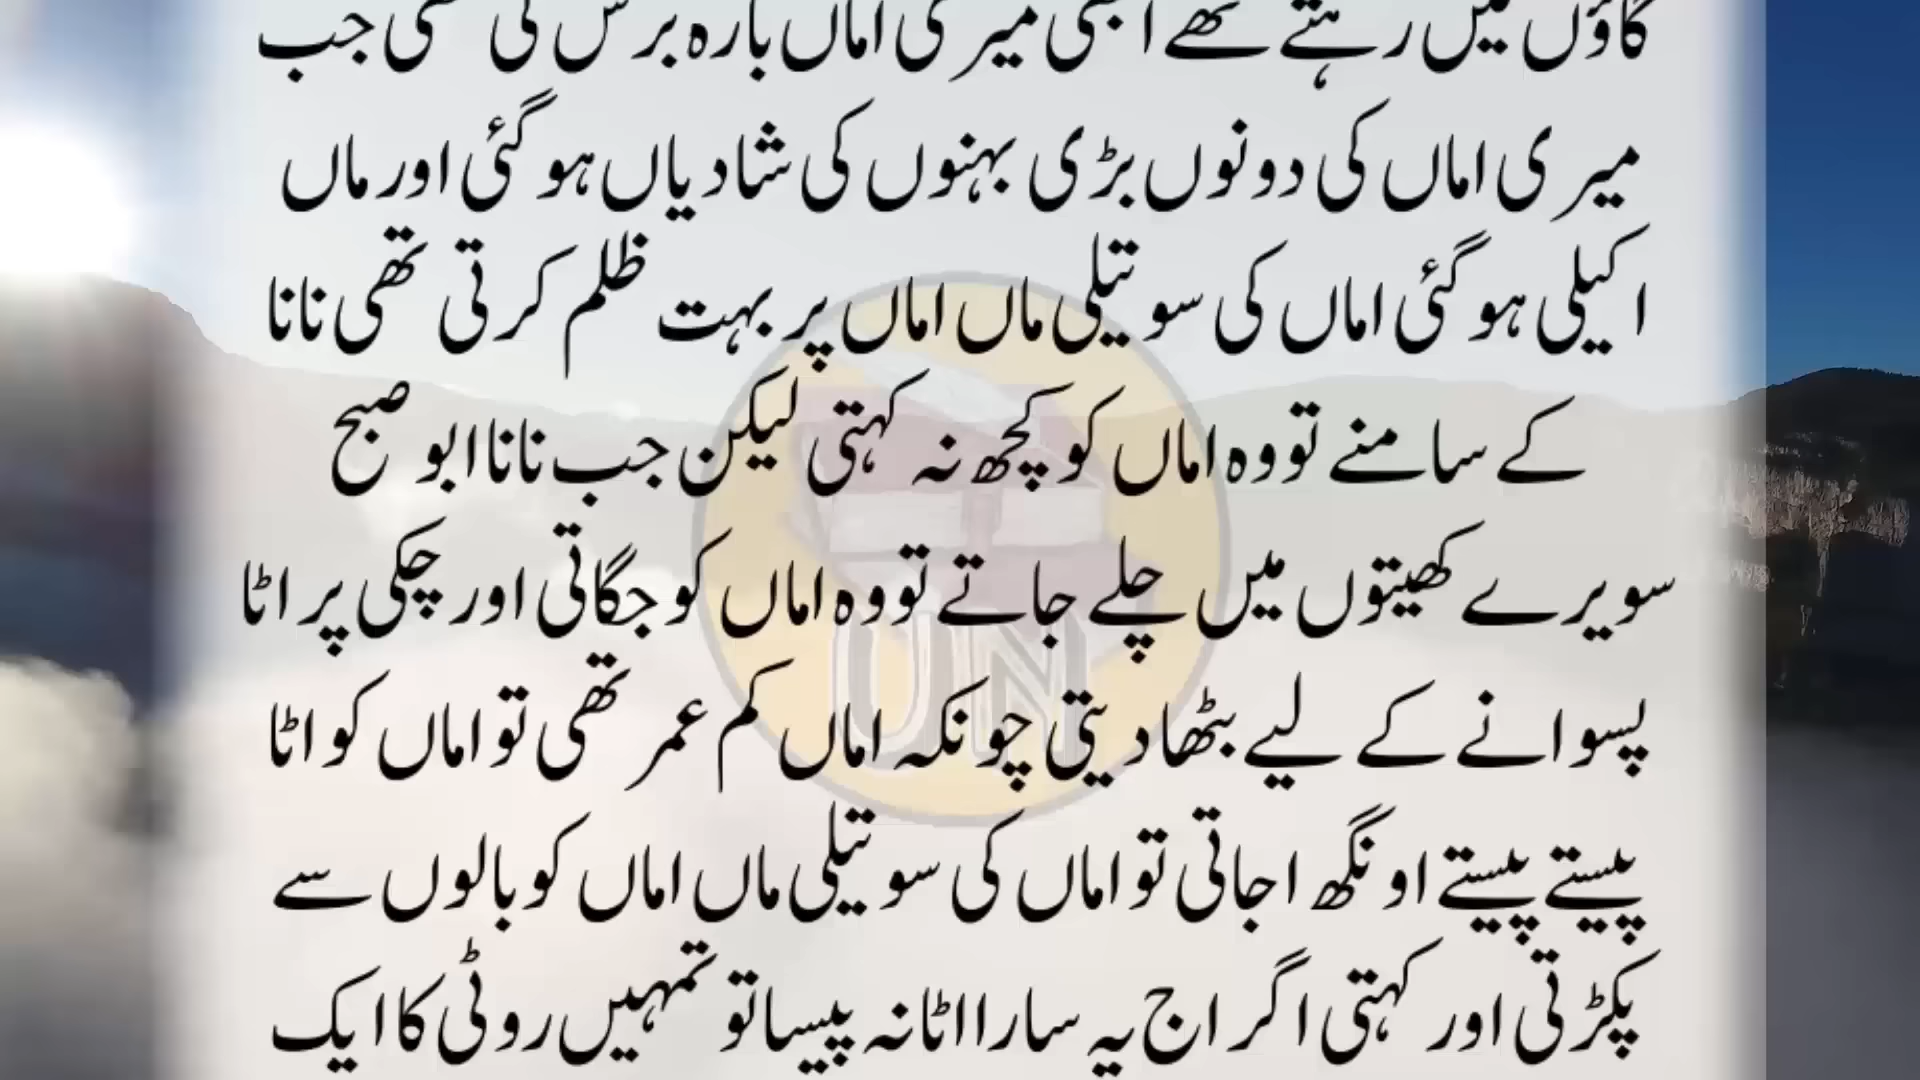 گاؤں میں رہتے تھے ابھی میری اماں بارہ برس کی تھی جب
میری اماں کی دونوں بڑی بہنوں کی شادیاں ہو گئی اور ماں
اکیلی ہو گئی اماں کی سوتیلی ماں اماں پر بہت ظلم کرتی تھی نانا
کے سامنے تو وہ اماں کو کچھ نہ کہتی لیکن جب نانا ابو صبح
سویرے کھیتوں میں چلے جاتے تو وہ اماں کو جگاتی اور چکی پر اٹا
پسوانے کے لیے بٹھا دیتی چونکہ اماں کم عمر تھی تو اماں کو اٹا
پیستے پیستے اونگھ اجاتی تو اماں کی سوتیلی ماں اماں کو بالوں سے
پکڑتی اور کہتی اگر اج یہ سارا اٹا نہ پیسا تو تمہیں روٹی کا ایک
UN